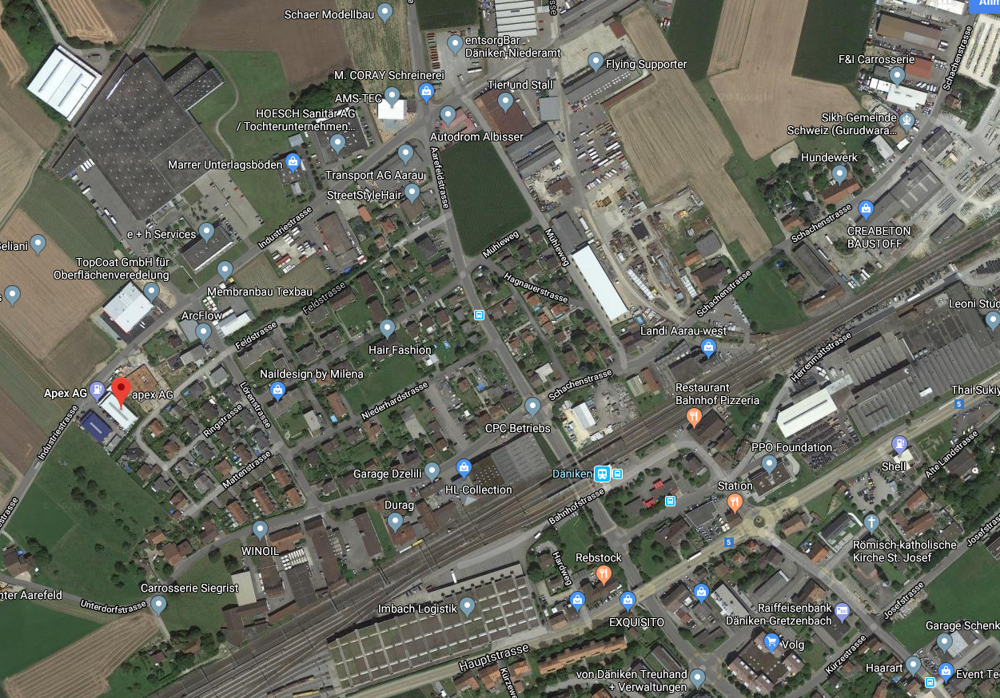 Schaer Modellbau
entsorgBar
Däniken-Niederamt
F&I Carrosserie
Schachenstrasse
Flying Supporter
M. CORAY Schreinerei
Tier und Stall
AMS-TEC
HOESCH Sanitär AG
/ Tochterunternehmen...
Autodrom Albisser
Sikh-Gemeinde
Schweiz (Gurudwara...
Hundewerk
Marrer Unterlagsböden
Transport AG Aarau
Aarefeldstrasse
StreetStyleHair
Schachenstrasse
CREABETON
BAUSTOFF
Industriestrasse
e + h Services
Mühleweg
Mühleweg
TopCoat GmbH für
Oberflächenveredelung
Hagnauerstrasse
Membranbau Texbau
Feldstrasse
Schachenstrasse
Leoni Stud
ArcFlow
Feldstrasse
Landi Aarau-west
Hair Fashion
Herrenmattstrasse
Naildesign by Milena
Schachenstrasse
Apex AG
apex AG
Niederhardstrasse
Lörenstrasse
Restaurant
Bahnhof Pizzeria
Thai Sukiy
5
Ringstrasse
CPC Betriebs
Industriestrasse
PPO Foundation
Shell
Alte Landstrasse
Mattenstrasse
Garage Dzelili
HL-Collection
Däniken
Station
Bahnhofstrasse
Durag
WINOIL
5
Römisch-katholische
Kirche St. Josef
Josefstrasse
Rebstock
Hardweg
nter Aarefeld
Carrosserie Siegrist
Unterdorfstrasse
Imbach Logistik
EXQUISITO
Raiffeisenbank
Däniken-Gretzenbach
Josefstrasse
Garage Schenk
Volg
Hauptstrasse
Kürzestrasse
Haarart
Event Te
von Däniken Treuhand
+ Verwaltungen
Kürzewe